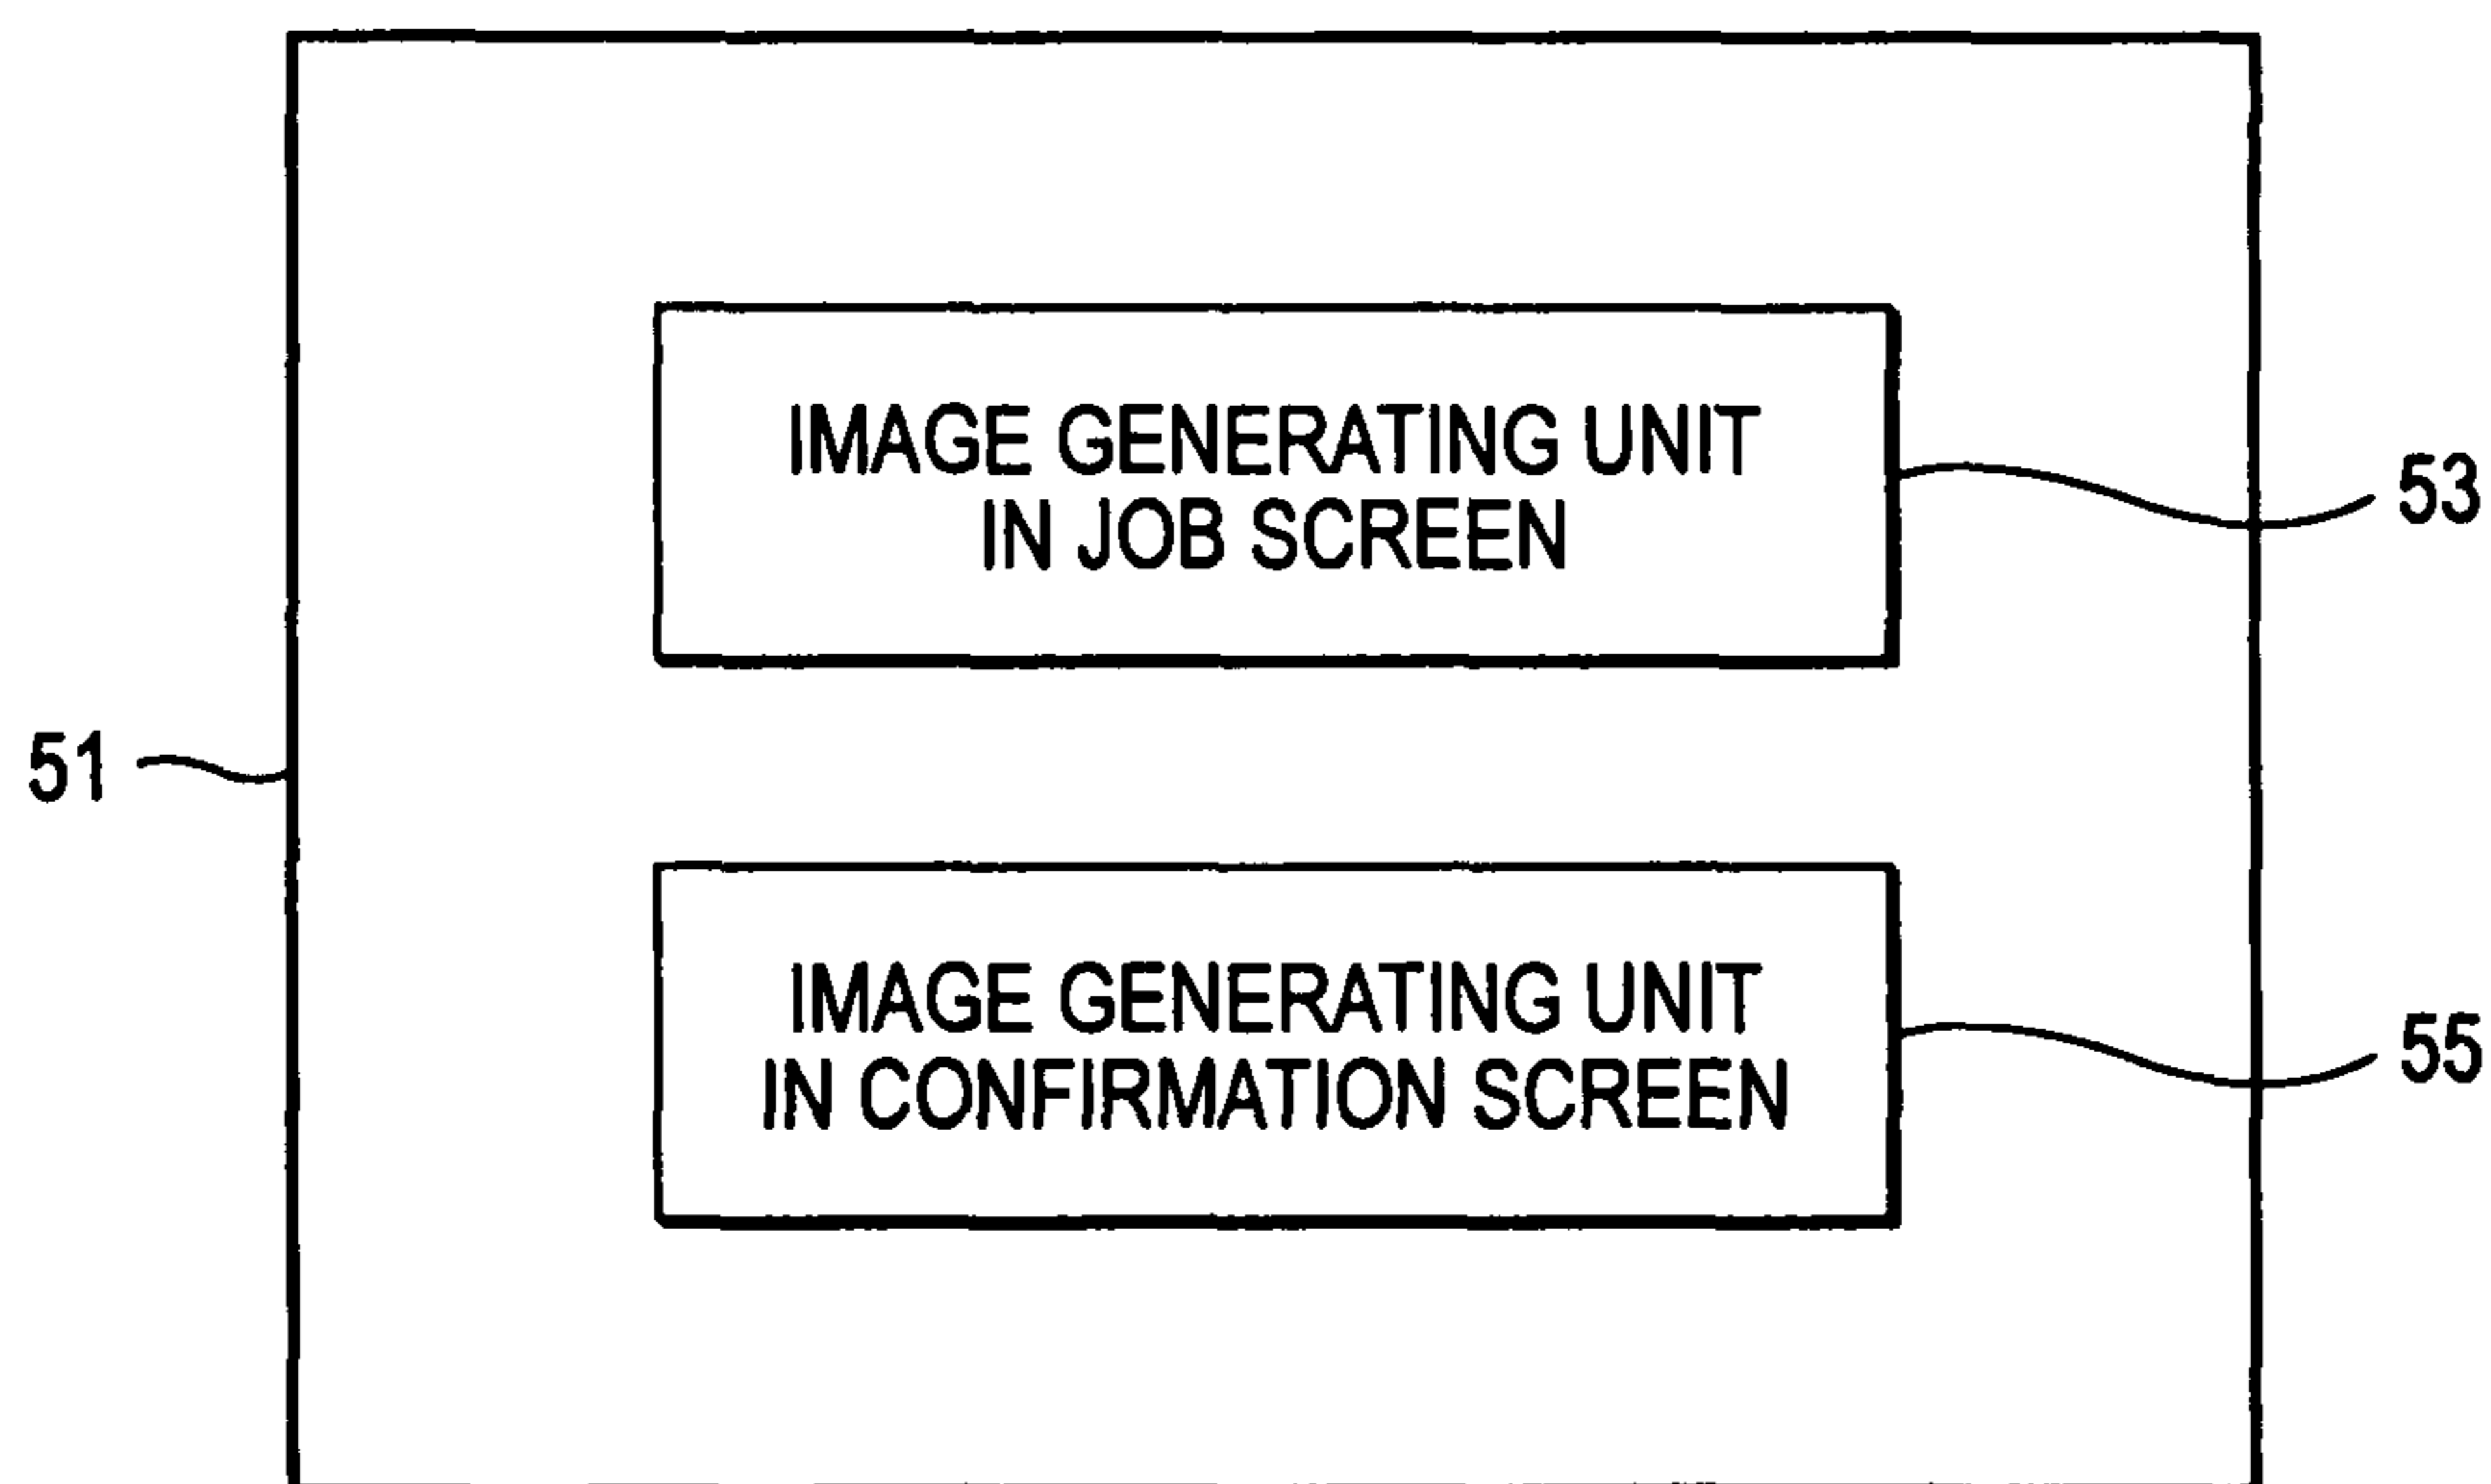 IMAGE GENERATING UNIT
IN JOB SCREEN
53
51
IMAGE GENERATING UNIT
IN CONFIRMATION SCREEN
55